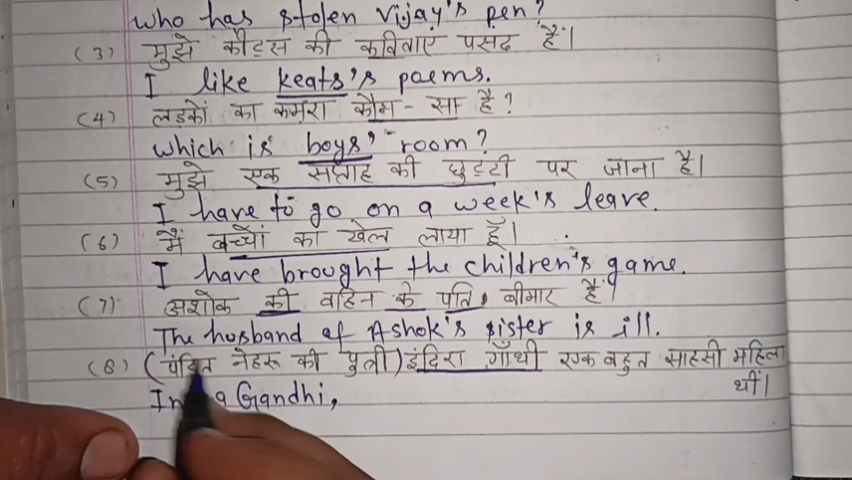 who has stolen Vijay's pen?
(3) मुझे कीट्स की कविताएं पसंद हैं।
I like keats's poems.
(4) लड़कों का कमरा कौन-सा है?
which is boys' room?
(5) मुझे एक सप्ताह की छुट्टी पर जाना है।
I have to go on a week's leave.
(6) मैं बच्चों का खेल लाया हूँ।
I have brought the children's game.
(7) अशोक की बहिन के पति बीमार हैं।
The husband of Ashok's sister is ill.
(8) (पंडित नेहरू की पुत्री) इंदिरा गाँधी एक बहुत साहसी महिला
थीं।
Gandhi,